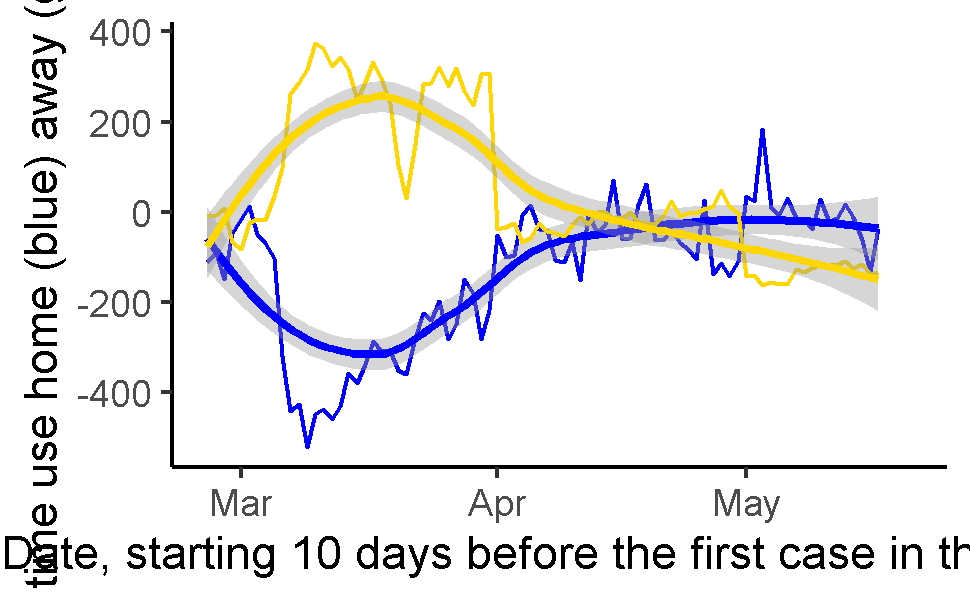 time use home (blue) away (
400
200
0
-200
-400
Mar Apr May
Date, starting 10 days before the first case in th